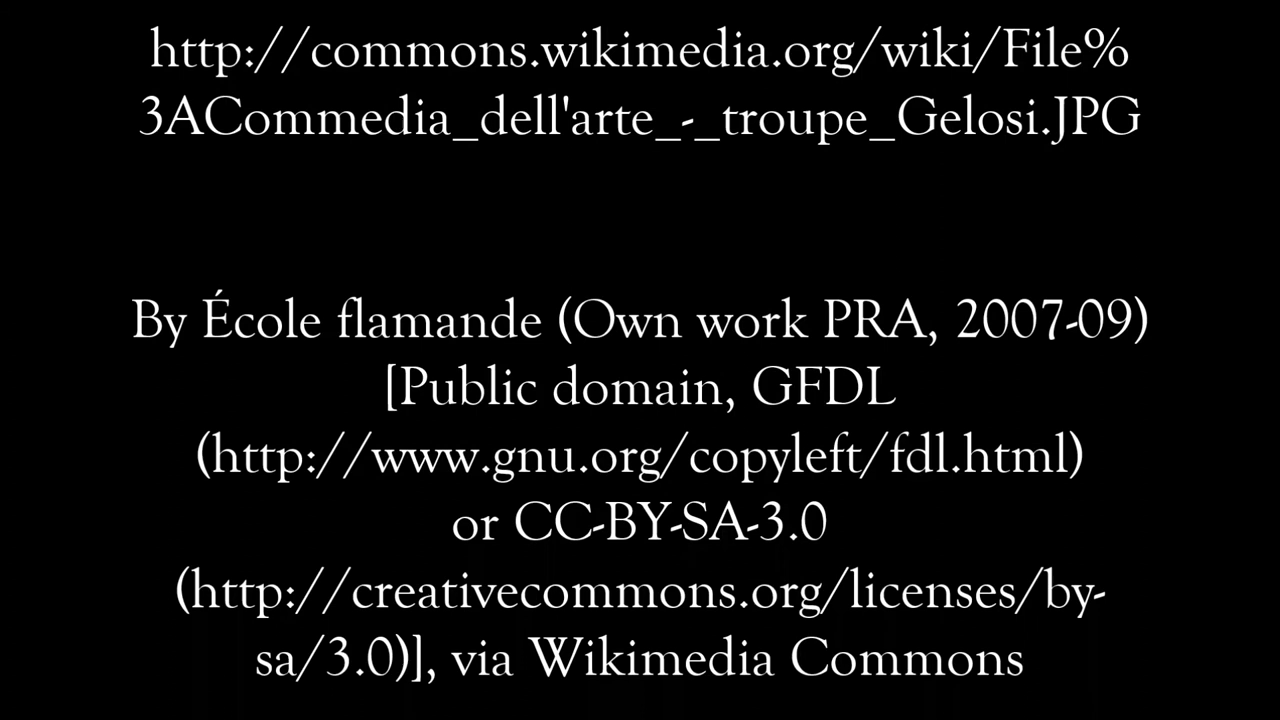 http://commons.wikimedia.org/wiki/File%
3ACommedia_dell'arte_-_troupe_Gelosi.JPG
By École flamande (Own work PRA, 2007-09)
[Public domain, GFDL
(http://www.gnu.org/copyleft/fdl.html)
or CC-BY-SA-3.0
(http://creativecommons.org/licenses/by-
sa/3.0)], via Wikimedia Commons